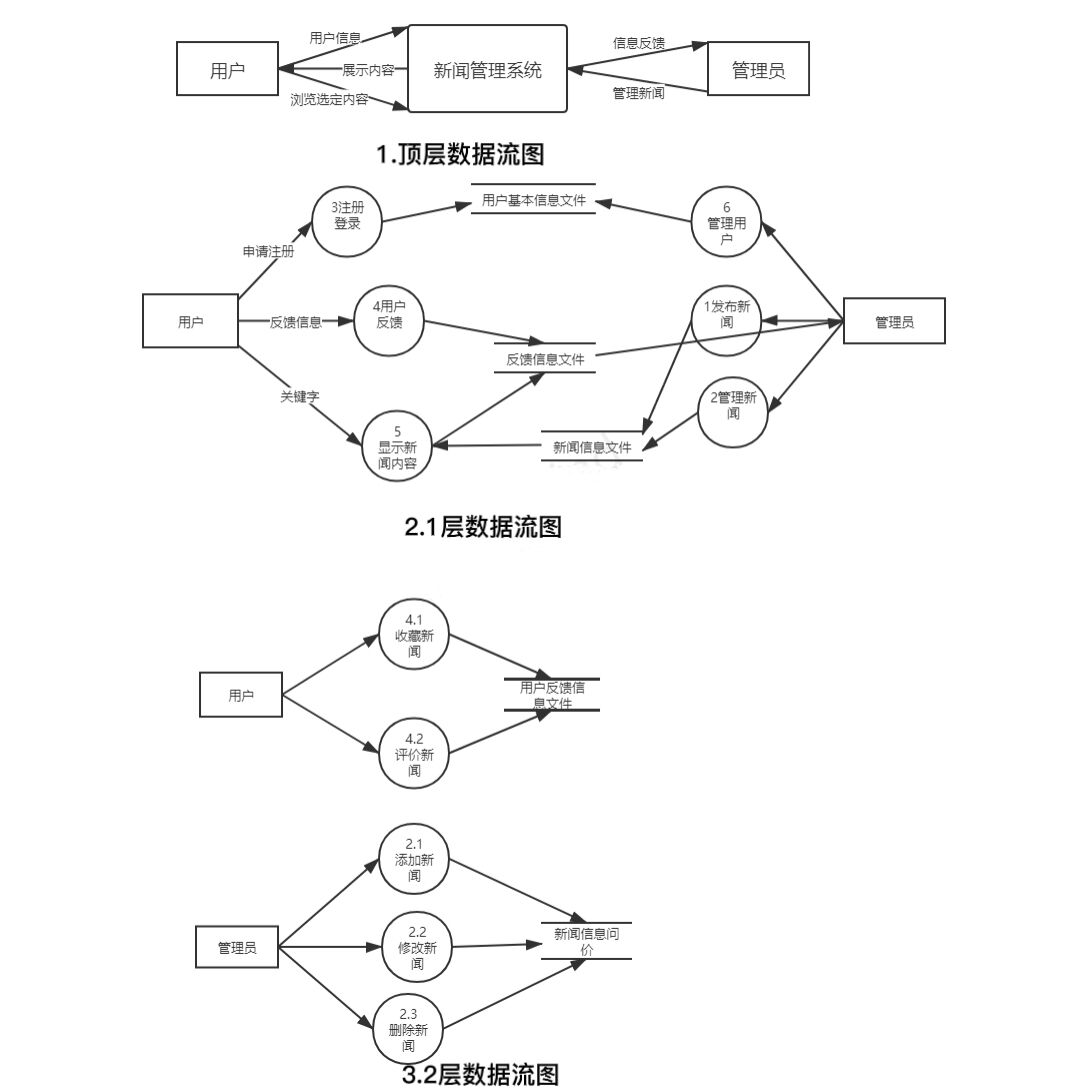 用户信息
信息反馈
用户
展示内容
新闻管理系统
管理员
浏览选定内容
管理新闻
1.顶层数据流图
3注册
登录
用户基本信息文件
6
管理用
户
申请注册
4用户
反馈
1发布新
闻
用户
反馈信息
管理员
反馈信息文件
关键字
2管理新
闻
5
显示新
闻内容
新闻信息文件
2.1层数据流图
4.1
收藏新
闻
用户
用户反馈信
息文件
4.2
评价新
闻
2.1
添加新
闻
管理员
2.2
修改新
闻
新闻信息问
价
2.3
删除新
闻
3.2层数据流图